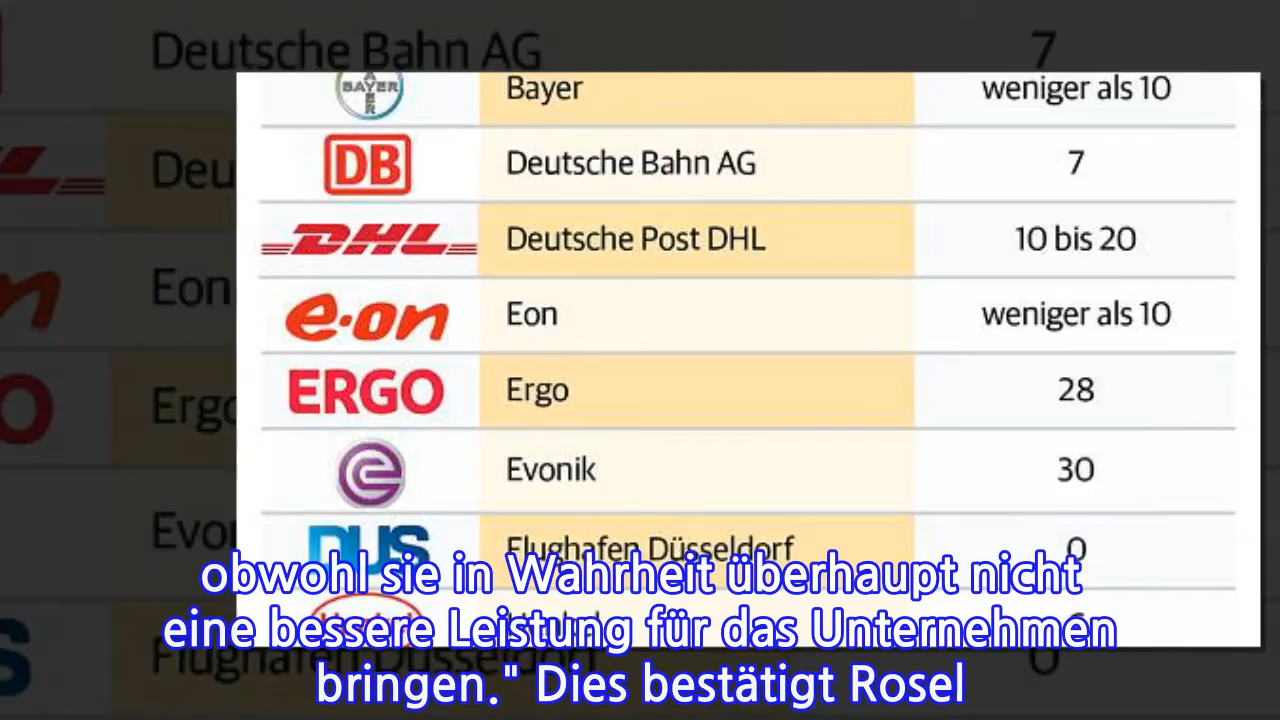 Deutsche Bahn AG 7
BAYER Bayer weniger als 10
DB Deutsche Bahn AG 7
DHL Deutsche Post DHL 10 bis 20
e·on Eon weniger als 10
ERGO Ergo 28
Evonik 30
DUS Flughafen Düsseldorf 0
obwohl sie in Wahrheit überhaupt nicht
eine bessere Leistung für das Unternehmen
bringen." Dies bestätigt Rosel